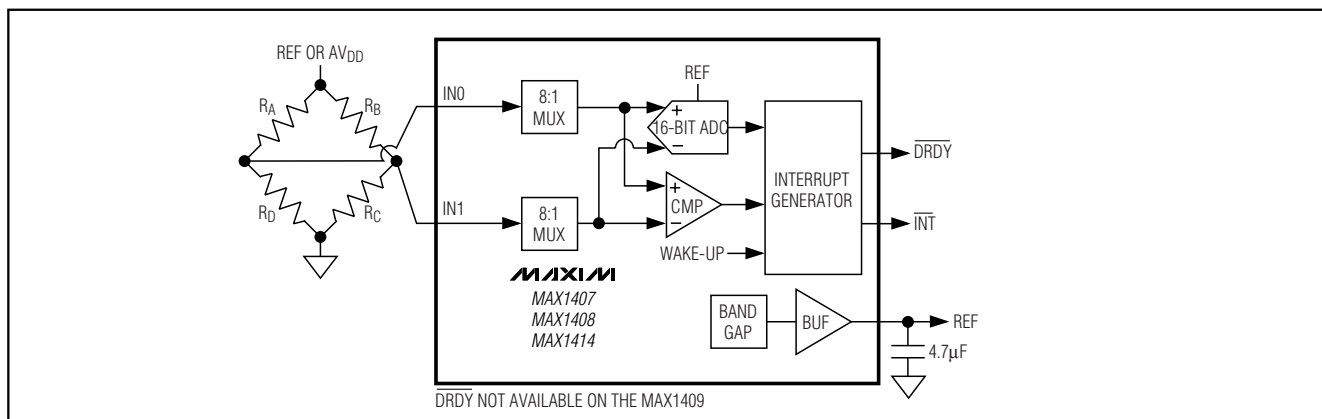 REF OR AVDD
RA
RB
RD
RC
IN0
IN1
8:1
MUX
8:1
MUX
REF
+
16-BIT ADC
−
+
CMP
−
WAKE-UP
INTERRUPT
GENERATOR
DRDY
INT
MAXIM
MAX1407
MAX1408
MAX1414
BAND
GAP
BUF
REF
4.7µF
DRDY NOT AVAILABLE ON THE MAX1409